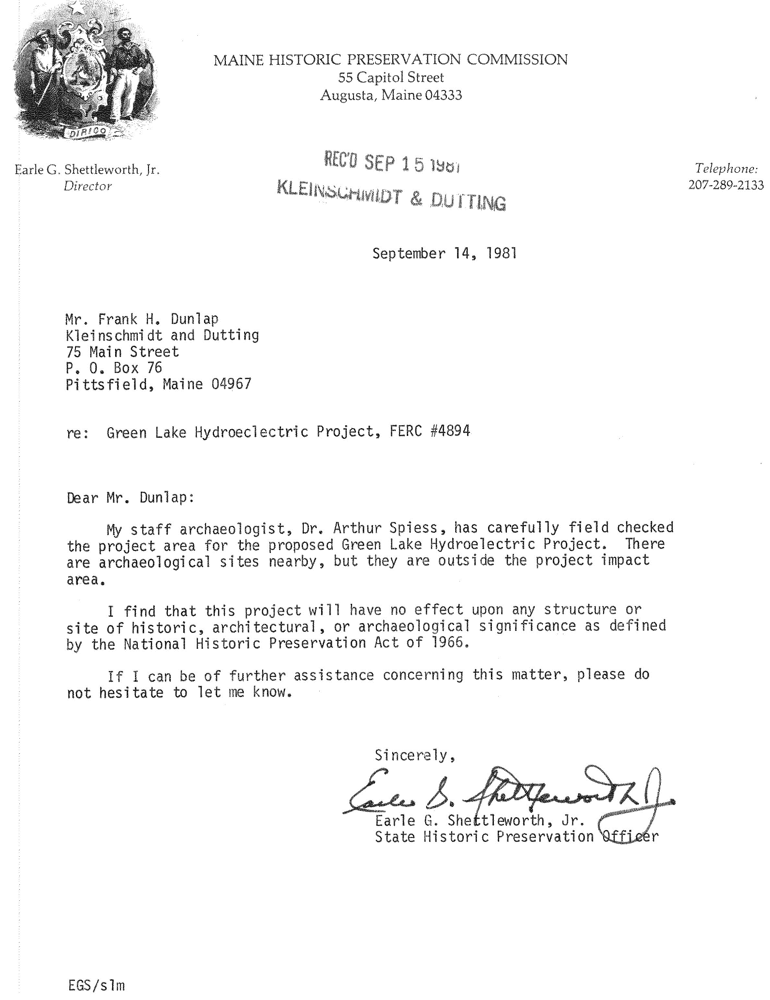 DIRIGO
MAINE HISTORIC PRESERVATION COMMISSION
55 Capitol Street
Augusta, Maine 04333
Earle G. Shettleworth, Jr.
Director
REC'D SEP 15 1981
KLEINSCHMIDT & DUTTING
Telephone:
207-289-2133
September 14, 1981
Mr. Frank H. Dunlap
Kleinschmidt and Dutting
75 Main Street
P. O. Box 76
Pittsfield, Maine 04967
re: Green Lake Hydroeclectric Project, FERC #4894
Dear Mr. Dunlap:
My staff archaeologist, Dr. Arthur Spiess, has carefully field checked
the project area for the proposed Green Lake Hydroelectric Project. There
are archaeological sites nearby, but they are outside the project impact
area.
I find that this project will have no effect upon any structure or
site of historic, architectural, or archaeological significance as defined
by the National Historic Preservation Act of 1966.
If I can be of further assistance concerning this matter, please do
not hesitate to let me know.
Sincerely,
Earle G. Shettleworth Jr.
Earle G. Shettleworth, Jr.
State Historic Preservation Officer
EGS/slm